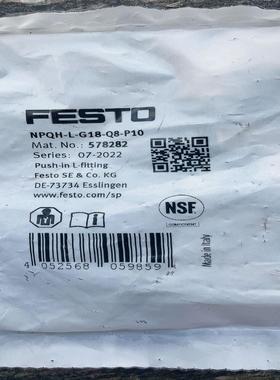 FESTO
NPQH-L-G18-Q8-P10
Mat. No.: 578282
Series: 07-2022
Push-in L-fitting
Festo SE & Co. KG
DE-73734 Esslingen
www.festo.com/sp
NSF
COMPONENT
Made in Italy
4 052568 059859